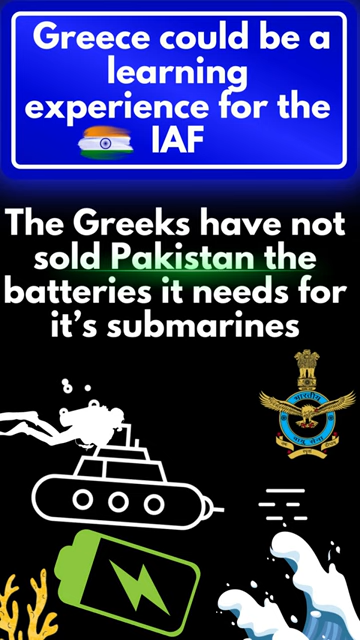 Greece could be a
learning
experience for the
IAF
The Greeks have not
sold Pakistan the
batteries it needs for
it's submarines